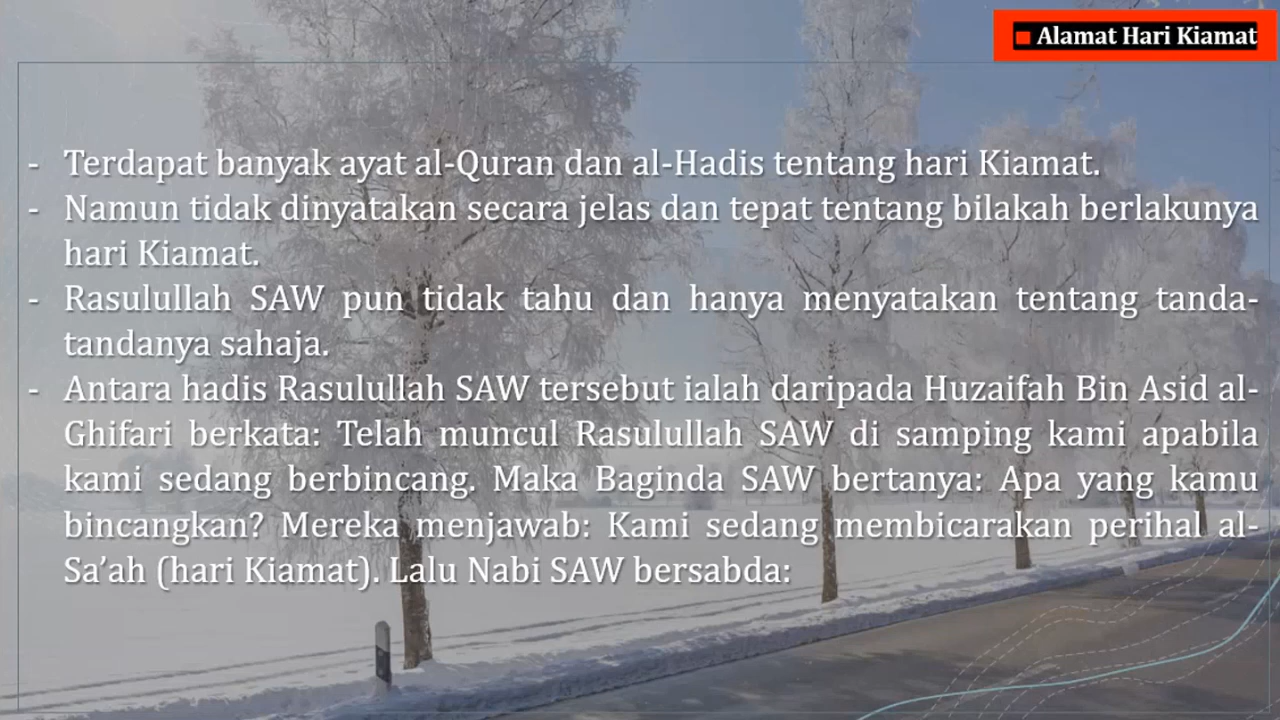 Alamat Hari Kiamat
- Terdapat banyak ayat al-Quran dan al-Hadis tentang hari Kiamat.
- Namun tidak dinyatakan secara jelas dan tepat tentang bilakah berlakunya
hari Kiamat.
- Rasulullah SAW pun tidak tahu dan hanya menyatakan tentang tanda-
tandanya sahaja.
- Antara hadis Rasulullah SAW tersebut ialah daripada Huzaifah Bin Asid al-
Ghifari berkata: Telah muncul Rasulullah SAW di samping kami apabila
kami sedang berbincang. Maka Baginda SAW bertanya: Apa yang kamu
bincangkan? Mereka menjawab: Kami sedang membicarakan perihal al-
Sa’ah (hari Kiamat). Lalu Nabi SAW bersabda: